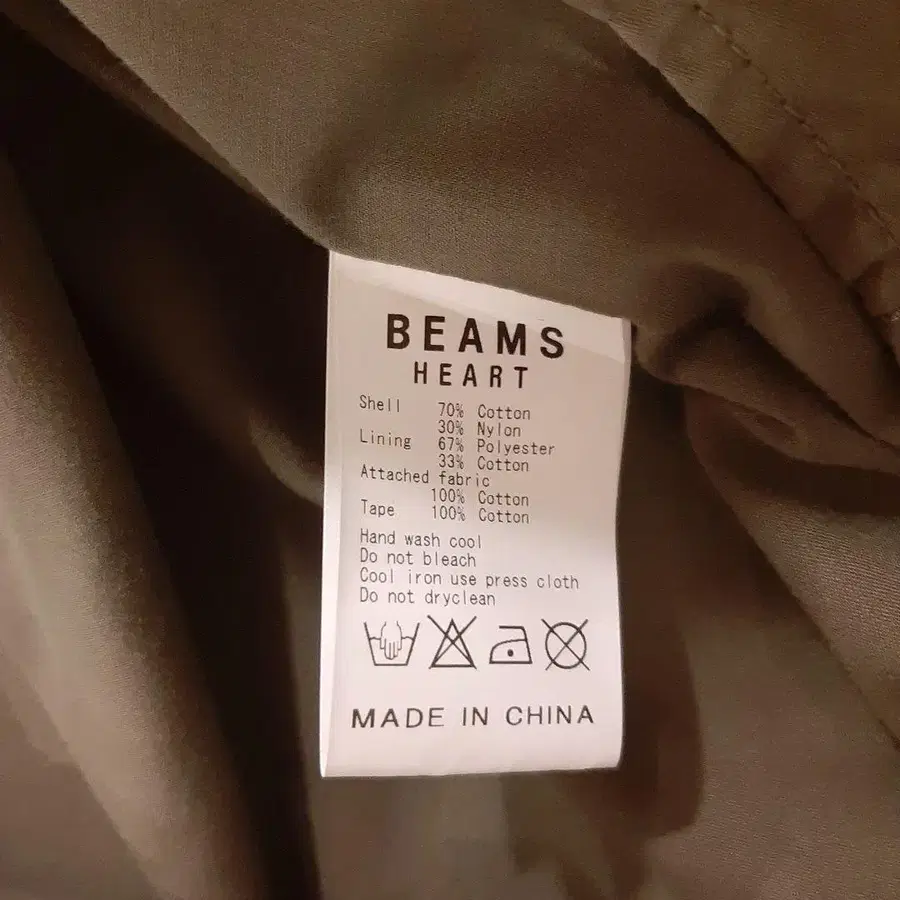 BEAMS
HEART
Shell 70% Cotton
30% Nylon
Lining 67% Polyester
33% Cotton
Attached fabric
100% Cotton
Tape 100% Cotton
Hand wash cool
Do not bleach
Cool iron use press cloth
Do not dryclean
MADE IN CHINA